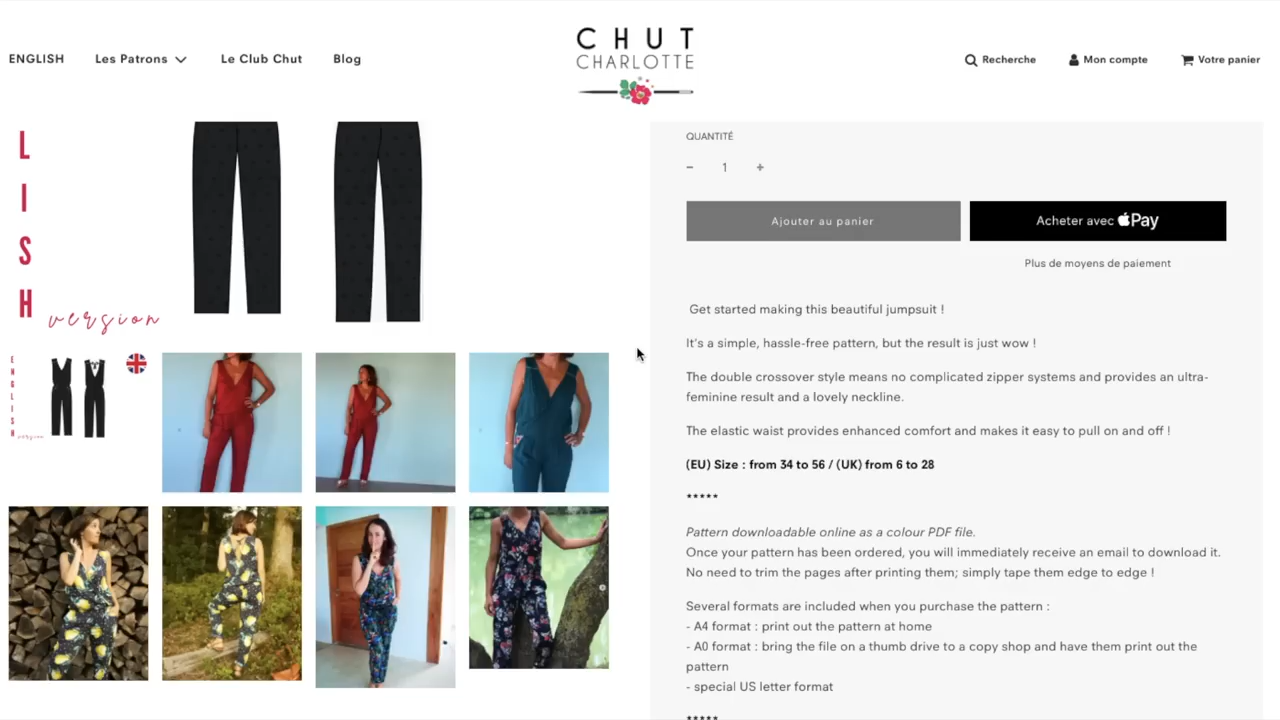 ENGLISH
Les Patrons
Le Club Chut
Blog
CHUT
CHARLOTTE
Recherche
Mon compte
Votre panier
L
I
S
H
version
E
N
G
L
I
S
H
version
QUANTITÉ
- 1 +
Ajouter au panier
Acheter avec Pay
Plus de moyens de paiement
Get started making this beautiful jumpsuit !
It's a simple, hassle-free pattern, but the result is just wow !
The double crossover style means no complicated zipper systems and provides an ultra-
feminine result and a lovely neckline.
The elastic waist provides enhanced comfort and makes it easy to pull on and off !
(EU) Size : from 34 to 56 / (UK) from 6 to 28
*****
Pattern downloadable online as a colour PDF file.
Once your pattern has been ordered, you will immediately receive an email to download it.
No need to trim the pages after printing them; simply tape them edge to edge !
Several formats are included when you purchase the pattern :
- A4 format : print out the pattern at home
- A0 format : bring the file on a thumb drive to a copy shop and have them print out the
pattern
- special US letter format
*****